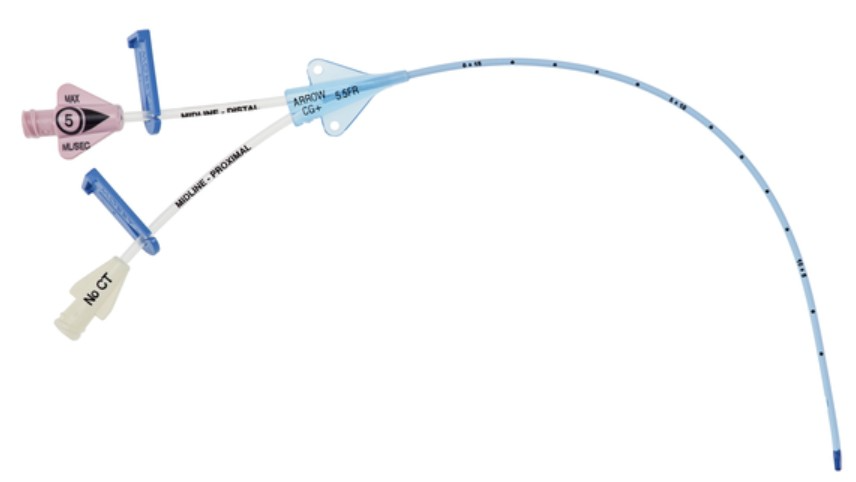 MAX
5
ML/SEC
MIDLINE - DISTAL
ARROW
CG+
5.5FR
MIDLINE - PROXIMAL
No CT